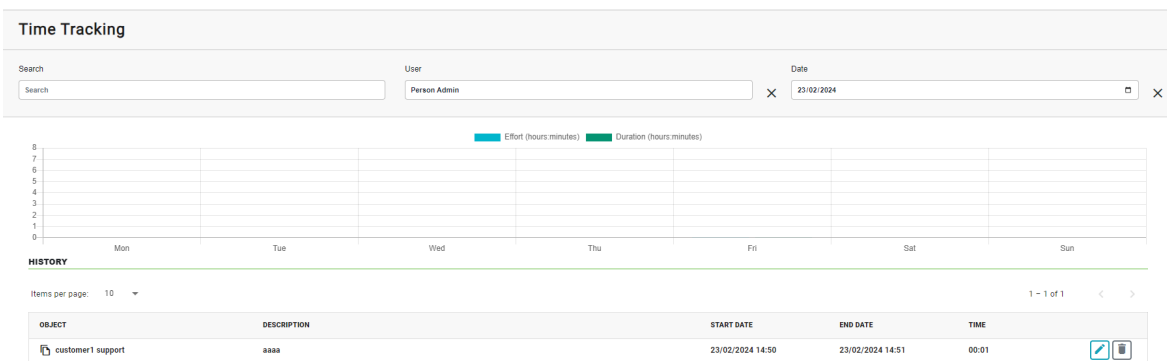 Time Tracking
Search User Date
Search Person Admin 23/02/2024
Effort (hours:minutes) Duration (hours:minutes)
8
7
6
5
4
3
2
1
0
Mon Tue Wed Thu Fri Sat Sun
HISTORY
Items per page: 10 1 – 1 of 1
OBJECT DESCRIPTION START DATE END DATE TIME
customer1 support aaaa 23/02/2024 14:50 23/02/2024 14:51 00:01